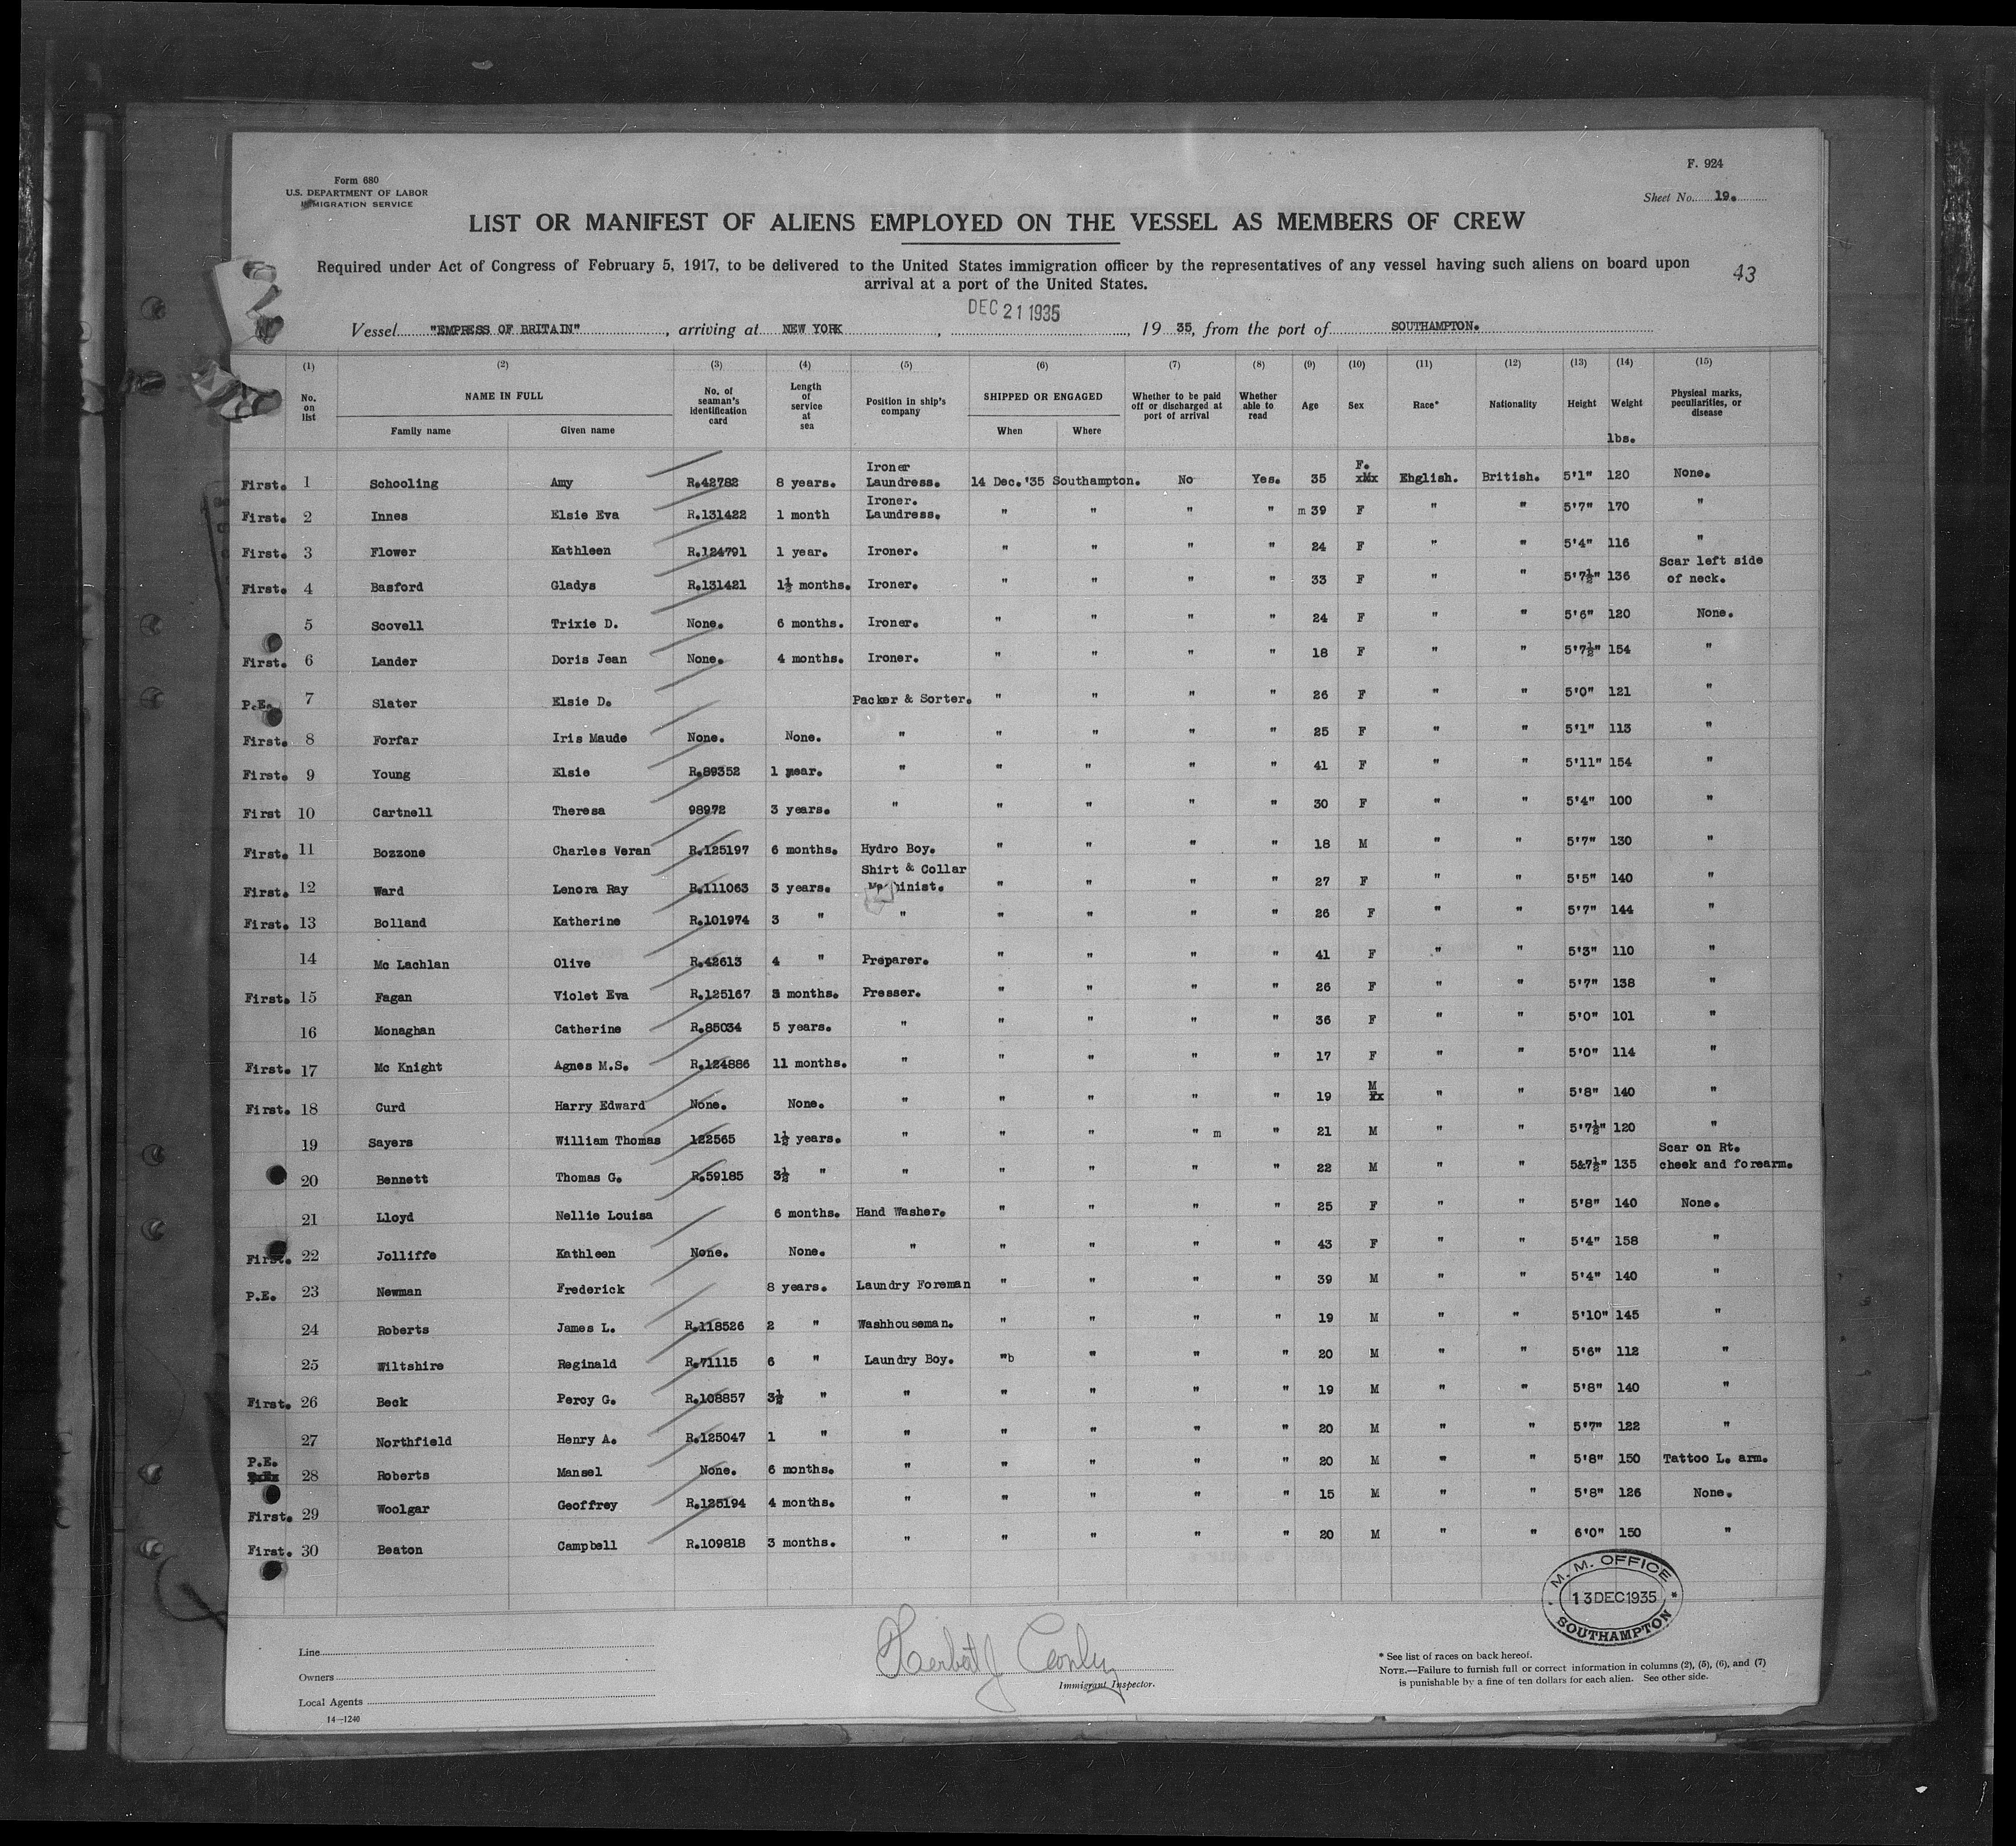 F. 924
Form 680
U.S. DEPARTMENT OF LABOR
IMMIGRATION SERVICE
Sheet No. 19.
LIST OR MANIFEST OF ALIENS EMPLOYED ON THE VESSEL AS MEMBERS OF CREW
Required under Act of Congress of February 5, 1917, to be delivered to the United States immigration officer by the representatives of any vessel having such aliens on board upon
arrival at a port of the United States.
43
DEC 21 1935
Vessel "EMPRESS OF BRITAIN", arriving at NEW YORK, , 19 35, from the port of SOUTHAMPTON.
(1) (2) (3) (4) (5) (6) (7) (8) (9) (10) (11) (12) (13) (14) (15)
No. on list NAME IN FULL Family name Given name No. of seaman's identification card Length of service at sea Position in ship's company SHIPPED OR ENGAGED When Where Whether to be paid off or discharged at port of arrival Whether able to read Age Sex Race* Nationality Height Weight lbs. Physical marks, peculiarities, or disease
First. 1 Schooling Amy R.42782 8 years. Ironer Laundress. 14 Dec.'35 Southampton. No Yes. 35 F. xMx Ehglish. British. 5'1" 120 None.
First. 2 Innes Elsie Eva R.131422 1 month Ironer. Laundress. " " " " m 39 F " " 5'7" 170 "
First. 3 Flower Kathleen R.124791 1 year. Ironer. " " " " 24 F " " 5'4" 116 "
First. 4 Basford Gladys R.131421 1½ months. Ironer. " " " " 33 F " " 5'7½" 136 Scar left side of neck.
5 Scovell Trixie D. None. 6 months. Ironer. " " " " 24 F " " 5'6" 120 None.
First. 6 Lander Doris Jean None. 4 months. Ironer. " " " " 18 F " " 5'7½" 154 "
P.E. 7 Slater Elsie D. Packer & Sorter. " " " " 26 F " " 5'0" 121 "
First. 8 Forfar Iris Maude None. None. " " " " " 25 F " " 5'1" 113 "
First. 9 Young Elsie R.89352 1 year. " " " " " 41 F " " 5'11" 154 "
First 10 Cartnell Theresa 98972 3 years. " " " " " 30 F " " 5'4" 100 "
First. 11 Bozzone Charles Veran R.125197 6 months. Hydro Boy. " " " " 18 M " " 5'7" 130 "
First. 12 Ward Lenora Ray R.111063 3 years. Shirt & Collar Machinist. " " " " 27 F " " 5'5" 140 "
First. 13 Bolland Katherine R.101974 3 " " " " " " 26 F " " 5'7" 144 "
14 Mc Lachlan Olive R.42613 4 " Preparer. " " " " 41 F " " 5'3" 110 "
First. 15 Fagan Violet Eva R.125167 3 months. Presser. " " " " 26 F " " 5'7" 138 "
16 Monaghan Catherine R.85034 5 years. " " " " " 36 F " " 5'0" 101 "
First. 17 Mc Knight Agnes M.S. R.124886 11 months. " " " " " 17 F " " 5'0" 114 "
First. 18 Curd Harry Edward None. None. " " " " " 19 M " " 5'8" 140 "
19 Sayers William Thomas 122565 1½ years. " " " " m " 21 M " " 5'7½" 120 "
20 Bennett Thomas G. R.59185 3½ " " " " " " 22 M " " 5&7½" 135 Scar on Rt. cheek and forearm.
21 Lloyd Nellie Louisa 6 months. Hand Washer. " " " " 25 F " " 5'8" 140 None.
First. 22 Jolliffe Kathleen None. None. " " " " " 43 F " " 5'4" 158 "
P.E. 23 Newman Frederick 8 years. Laundry Foreman " " " " 39 M " " 5'4" 140 "
24 Roberts James L. R.118526 2 " Washhouseman. " " " " 19 M " " 5'10" 145 "
25 Wiltshire Reginald R.71115 6 " Laundry Boy. "b " " " 20 M " " 5'6" 112 "
First. 26 Beck Percy G. R.108857 3½ " " " " " " 19 M " " 5'8" 140 "
27 Northfield Henry A. R.125047 1 " " " " " " 20 M " " 5'7" 122 "
P.E. 28 Roberts Mansel None. 6 months. " " " " " 20 M " " 5'8" 150 Tattoo L. arm.
First. 29 Woolgar Geoffrey R.125194 4 months. " " " " " 15 M " " 5'8" 126 None.
First. 30 Beaton Campbell R.109818 3 months. " " " " " 20 M " " 6'0" 150 "
M. M. OFFICE
13 DEC 1935
SOUTHAMPTON
Line
Owners
Local Agents
14—1240
Herbert J Conley
Immigrant Inspector.
* See list of races on back hereof.
NOTE.—Failure to furnish full or correct information in columns (2), (5), (6), and (7)
is punishable by a fine of ten dollars for each alien. See other side.